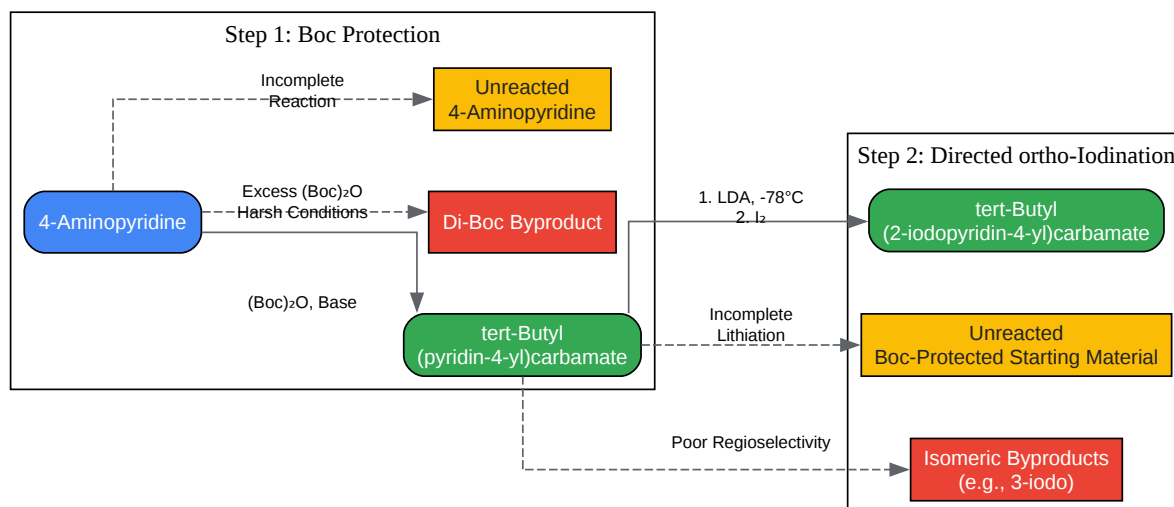 Step 1: Boc Protection
Incomplete
Reaction
Unreacted
4-Aminopyridine
4-Aminopyridine
Excess (Boc)₂O
Harsh Conditions
Di-Boc Byproduct
(Boc)₂O, Base
tert-Butyl
(pyridin-4-yl)carbamate
Step 2: Directed ortho-Iodination
1. LDA, -78°C
2. I₂
tert-Butyl
(2-iodopyridin-4-yl)carbamate
Incomplete
Lithiation
Unreacted
Boc-Protected Starting Material
Poor Regioselectivity
Isomeric Byproducts
(e.g., 3-iodo)